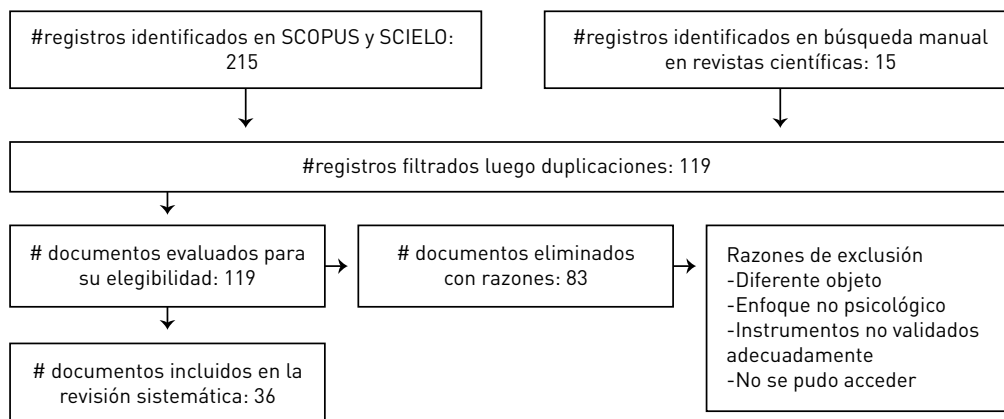 #registros identificados en SCOPUS y SCIELO:
215
#registros identificados en búsqueda manual
en revistas científicas: 15
#registros filtrados luego duplicaciones: 119
# documentos evaluados para
su elegibilidad: 119
# documentos eliminados
con razones: 83
Razones de exclusión
-Diferente objeto
-Enfoque no psicológico
-Instrumentos no validados
adecuadamente
-No se pudo acceder
# documentos incluidos en la
revisión sistemática: 36